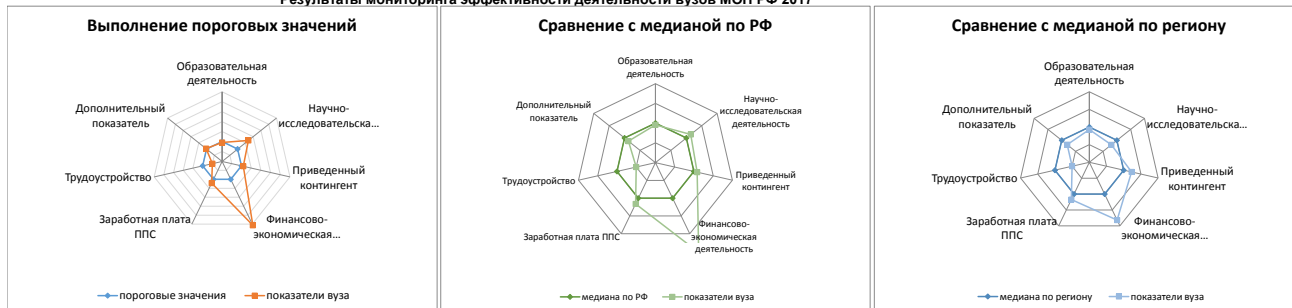 Результаты мониторинга эффективности деятельности вузов МОН РФ 2017
Выполнение пороговых значений
Образовательная
деятельность
Научно-
исследовательска...
Приведенный
контингент
Финансово-
экономическая...
Заработная плата
ППС
Трудоустройство
Дополнительный
показатель
пороговые значения
показатели вуза
Сравнение с медианой по РФ
Образовательная
деятельность
Научно-
исследовательская
деятельность
Приведенный
контингент
Финансово-
экономическая
деятельность
Заработная плата ППС
Трудоустройство
Дополнительный
показатель
медиана по РФ
показатели вуза
Сравнение с медианой по региону
Образовательная
деятельность
Научно-
исследовательска...
Приведенный
контингент
Финансово-
экономическая...
Заработная плата
ППС
Трудоустройство
Дополнительный
показатель
медиана по региону
показатели вуза